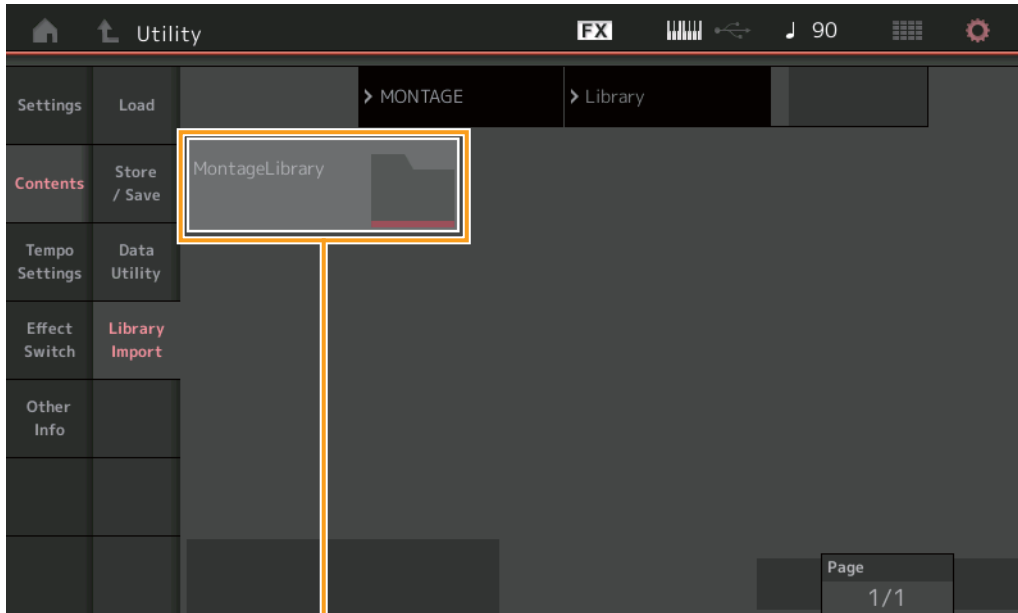 Utility
FX
90
> MONTAGE
> Library
Settings
Load
MontageLibrary
Contents
Store
/ Save
Tempo
Settings
Data
Utility
Effect
Switch
Library
Import
Other
Info
Page
1/1